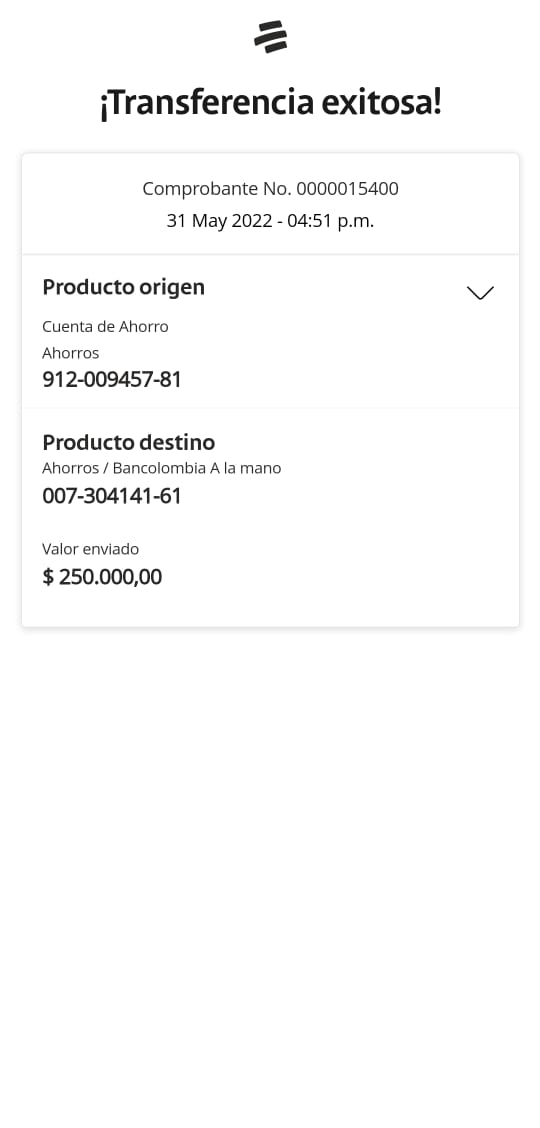 ¡Transferencia exitosa!
Comprobante No. 0000015400
31 May 2022 - 04:51 p.m.
Producto origen
Cuenta de Ahorro
Ahorros
912-009457-81
Producto destino
Ahorros / Bancolombia A la mano
007-304141-61
Valor enviado
$ 250.000,00